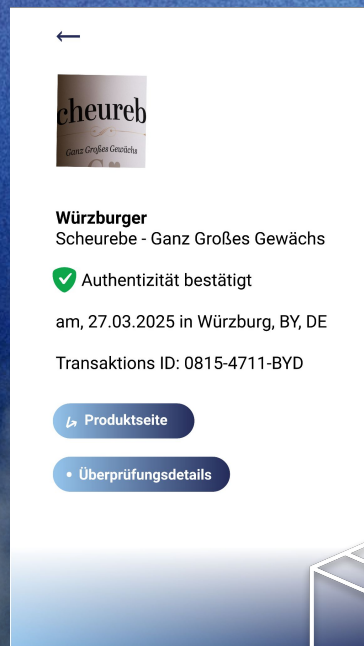 cheureb
Ganz Großes Gewächs
Würzburger
Scheurebe - Ganz Großes Gewächs
Authentizität bestätigt
am, 27.03.2025 in Würzburg, BY, DE
Transaktions ID: 0815-4711-BYD
Produktseite
Überprüfungsdetails